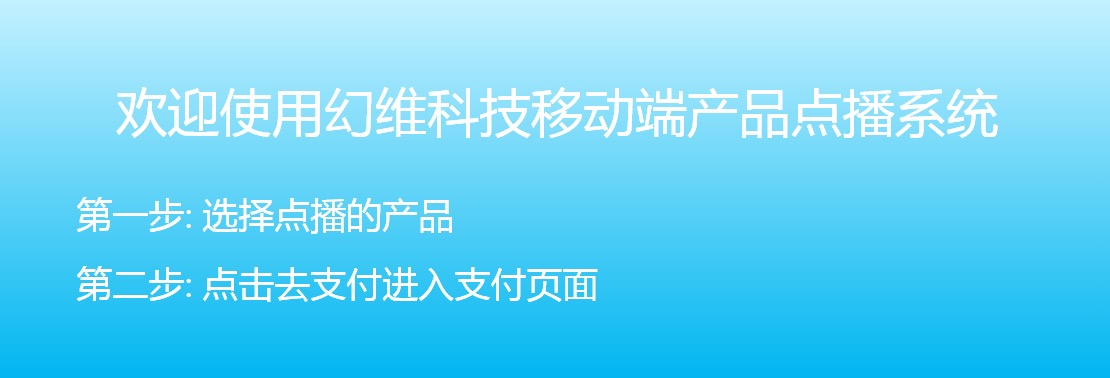 欢迎使用幻维科技移动端产品点播系统
第一步: 选择点播的产品
第二步: 点击去支付进入支付页面